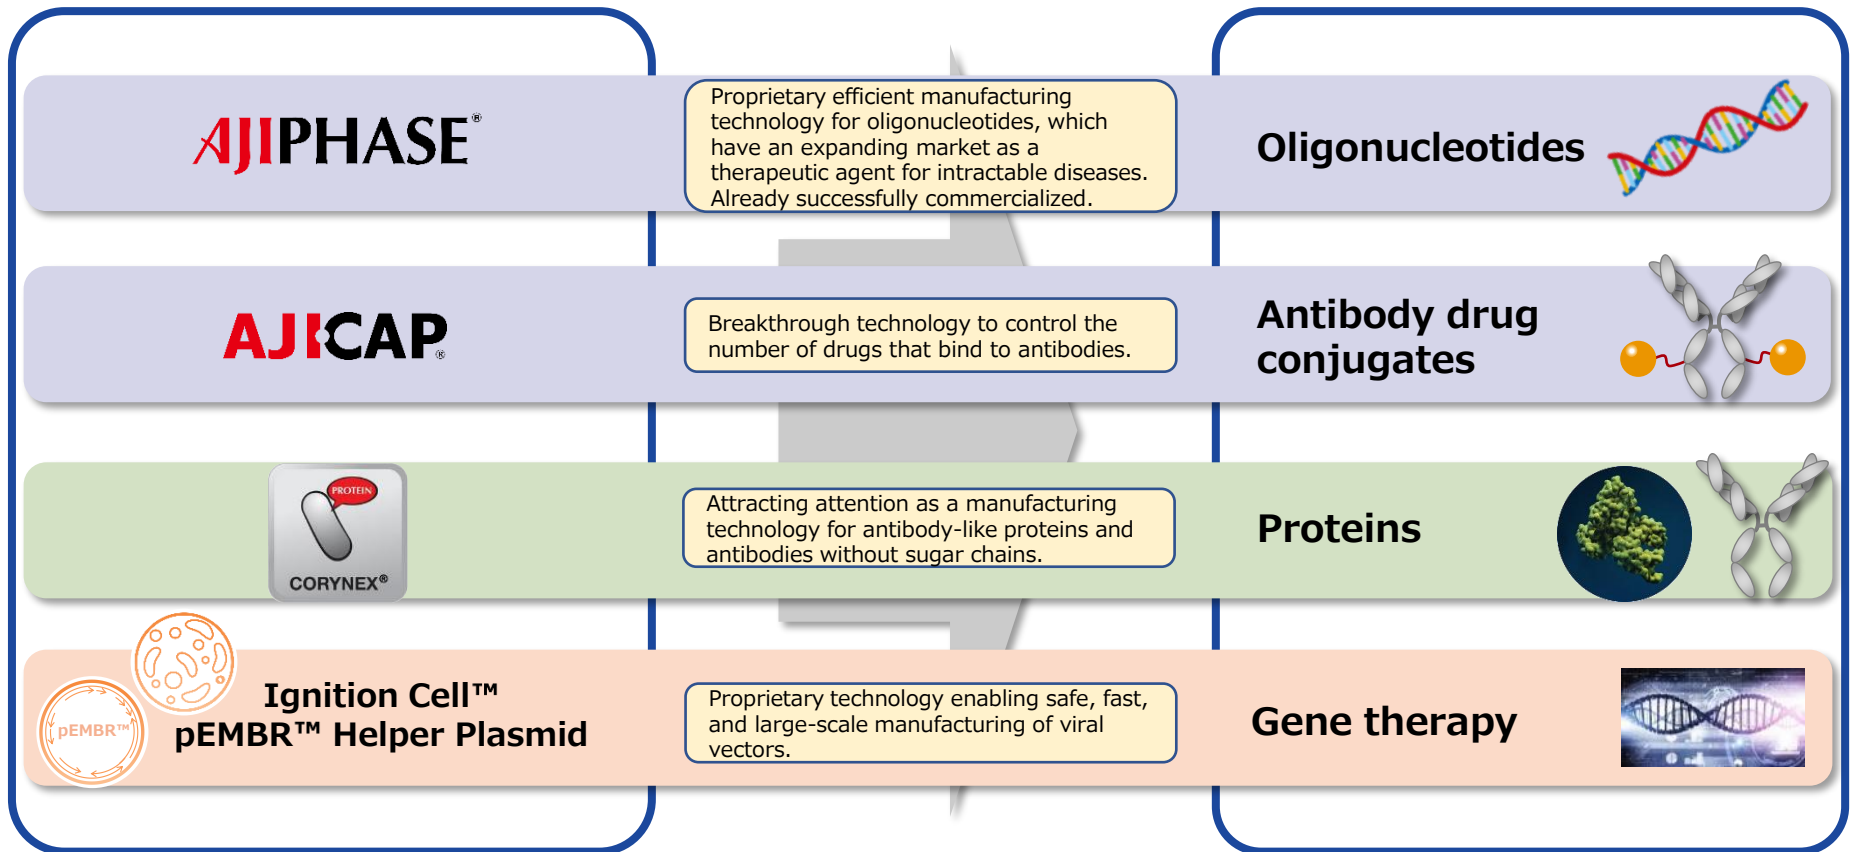 AJIPHASE®
Proprietary efficient manufacturing
technology for oligonucleotides, which
have an expanding market as a
therapeutic agent for intractable diseases.
Already successfully commercialized.
Oligonucleotides
AJICAP®
Breakthrough technology to control the
number of drugs that bind to antibodies.
Antibody drug
conjugates
PROTEIN
CORYNEX®
Attracting attention as a manufacturing
technology for antibody-like proteins and
antibodies without sugar chains.
Proteins
pEMBR™
Ignition Cell™
pEMBR™ Helper Plasmid
Proprietary technology enabling safe, fast,
and large-scale manufacturing of viral
vectors.
Gene therapy